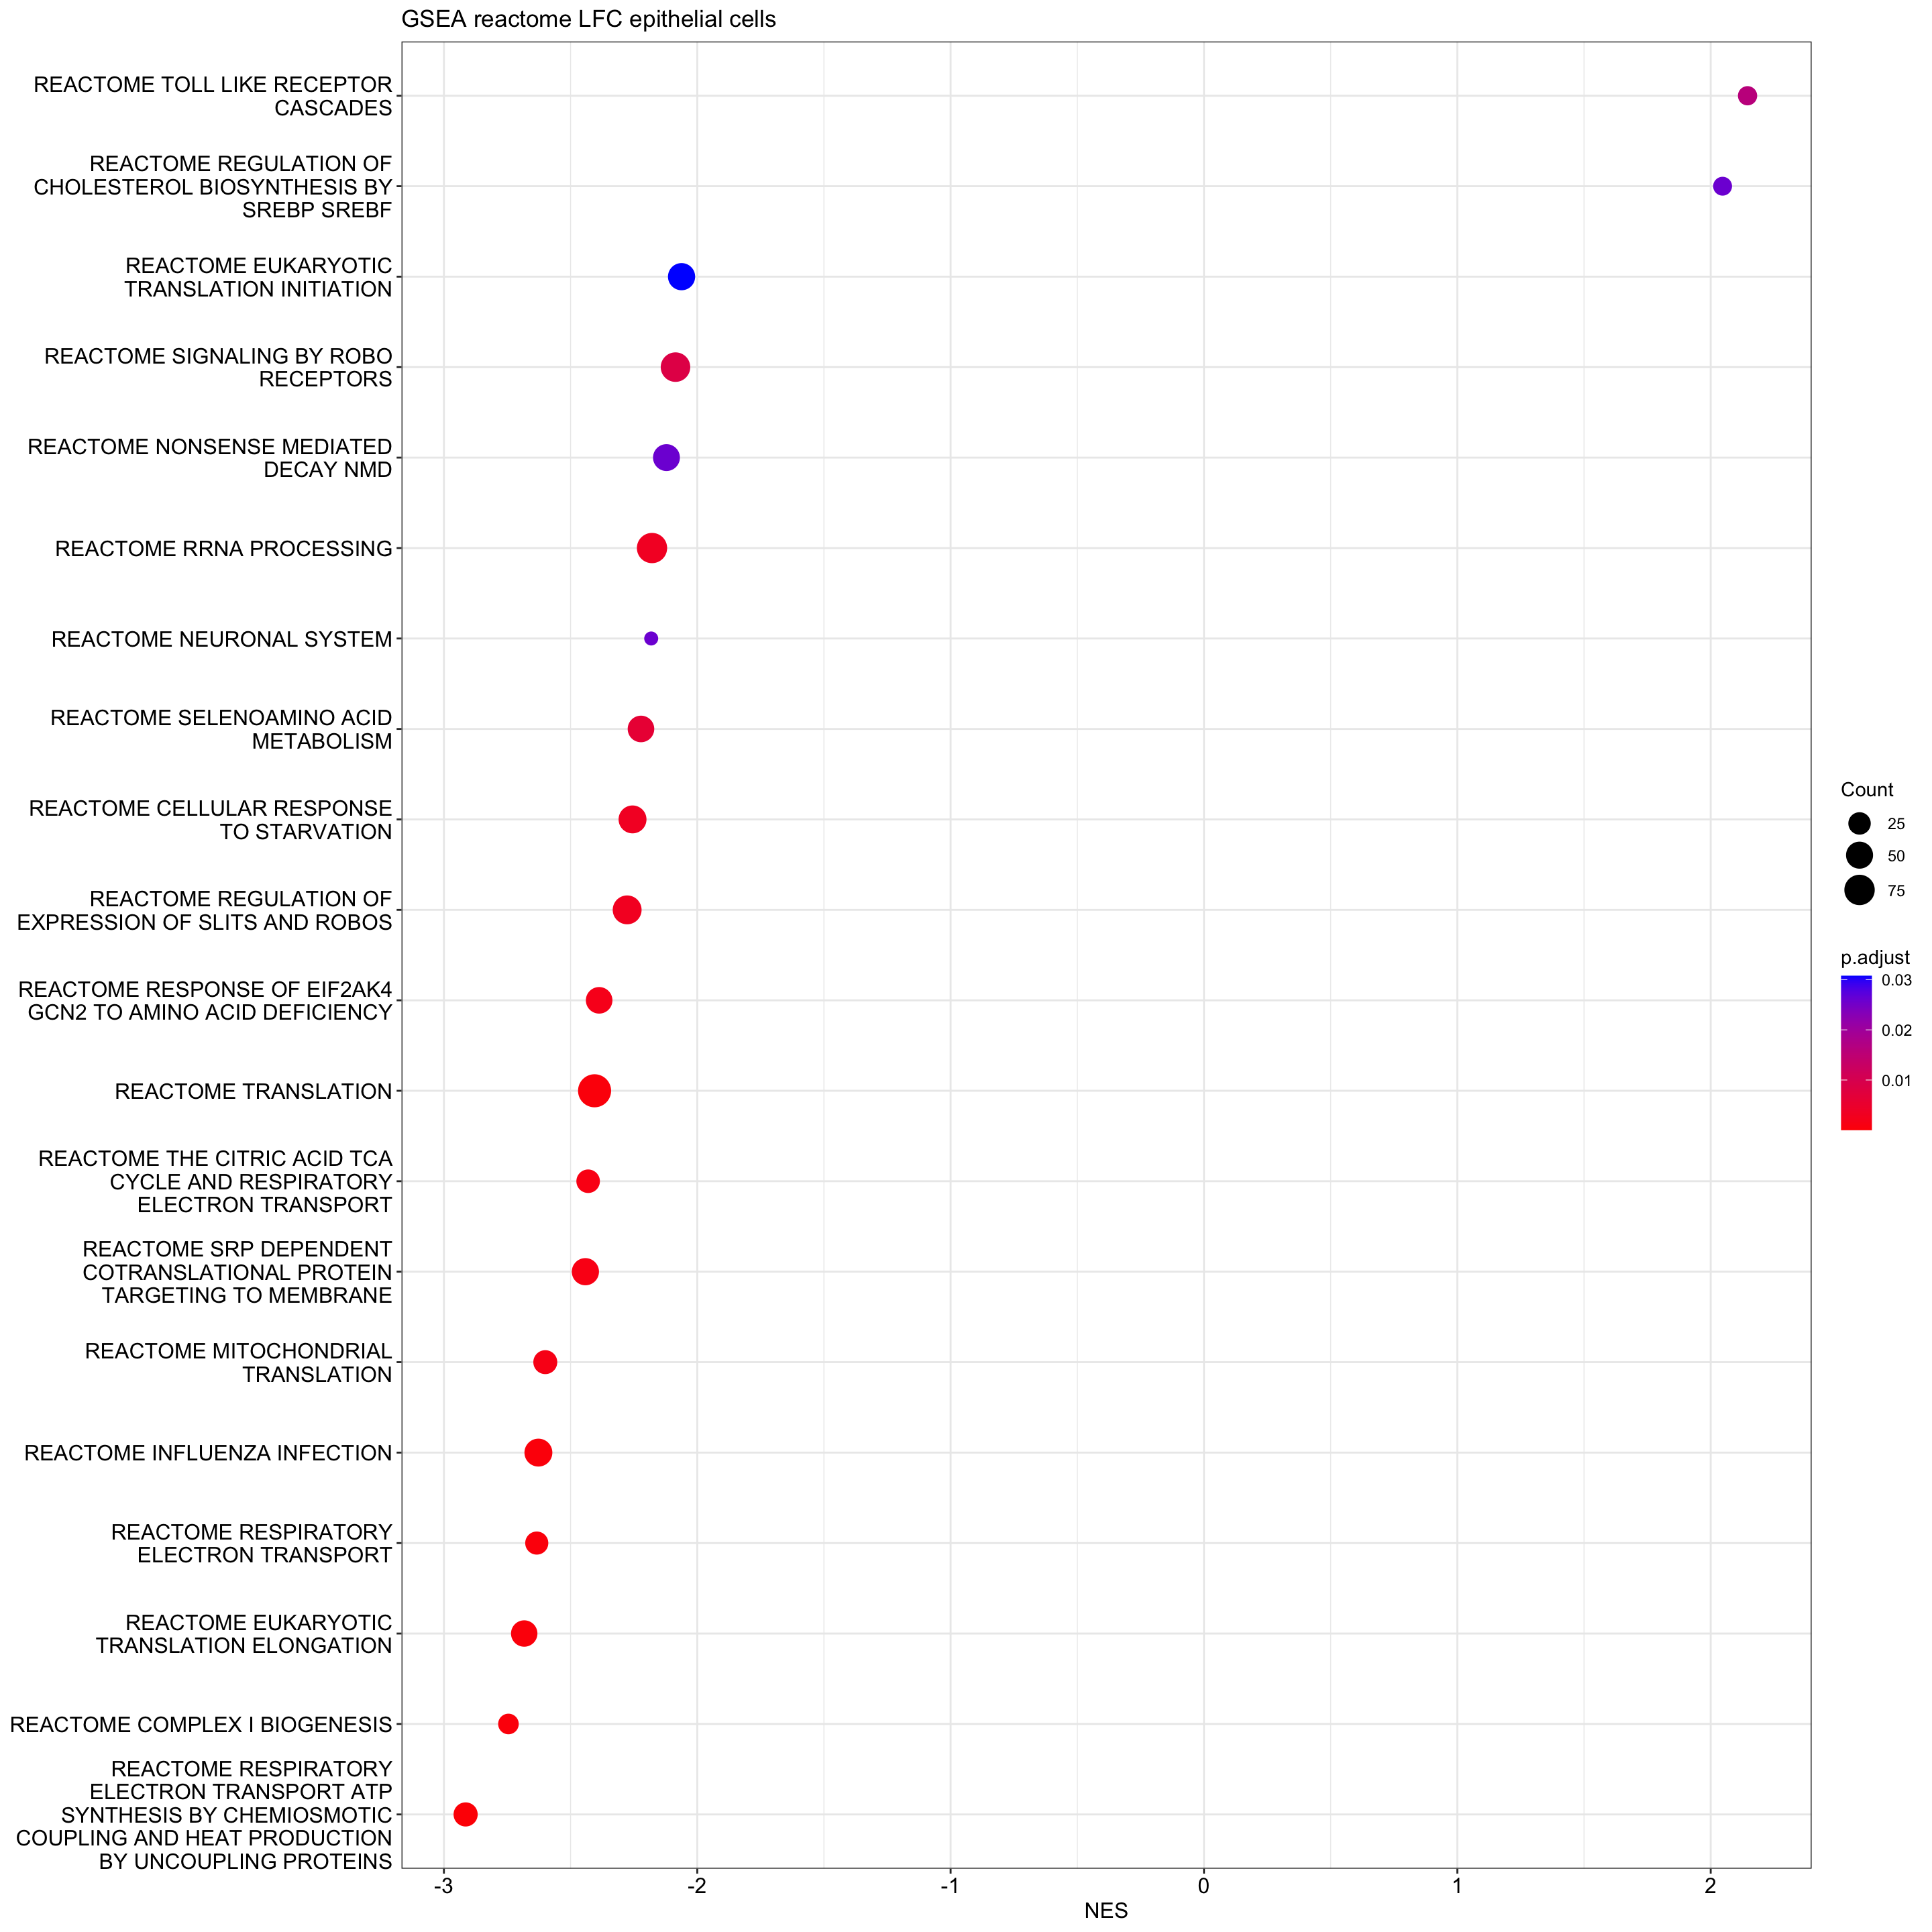 GSEA reactome LFC epithelial cells
REACTOME TOLL LIKE RECEPTOR
CASCADES
REACTOME REGULATION OF
CHOLESTEROL BIOSYNTHESIS BY
SREBP SREBF
REACTOME EUKARYOTIC
TRANSLATION INITIATION
REACTOME SIGNALING BY ROBO
RECEPTORS
REACTOME NONSENSE MEDIATED
DECAY NMD
REACTOME RRNA PROCESSING
REACTOME NEURONAL SYSTEM
REACTOME SELENOAMINO ACID
METABOLISM
REACTOME CELLULAR RESPONSE
TO STARVATION
REACTOME REGULATION OF
EXPRESSION OF SLITS AND ROBOS
REACTOME RESPONSE OF EIF2AK4
GCN2 TO AMINO ACID DEFICIENCY
REACTOME TRANSLATION
REACTOME THE CITRIC ACID TCA
CYCLE AND RESPIRATORY
ELECTRON TRANSPORT
REACTOME SRP DEPENDENT
COTRANSLATIONAL PROTEIN
TARGETING TO MEMBRANE
REACTOME MITOCHONDRIAL
TRANSLATION
REACTOME INFLUENZA INFECTION
REACTOME RESPIRATORY
ELECTRON TRANSPORT
REACTOME EUKARYOTIC
TRANSLATION ELONGATION
REACTOME COMPLEX I BIOGENESIS
REACTOME RESPIRATORY
ELECTRON TRANSPORT ATP
SYNTHESIS BY CHEMIOSMOTIC
COUPLING AND HEAT PRODUCTION
BY UNCOUPLING PROTEINS
-3 -2 -1 0 1 2
NES
Count
25
50
75
p.adjust
0.03
0.02
0.01